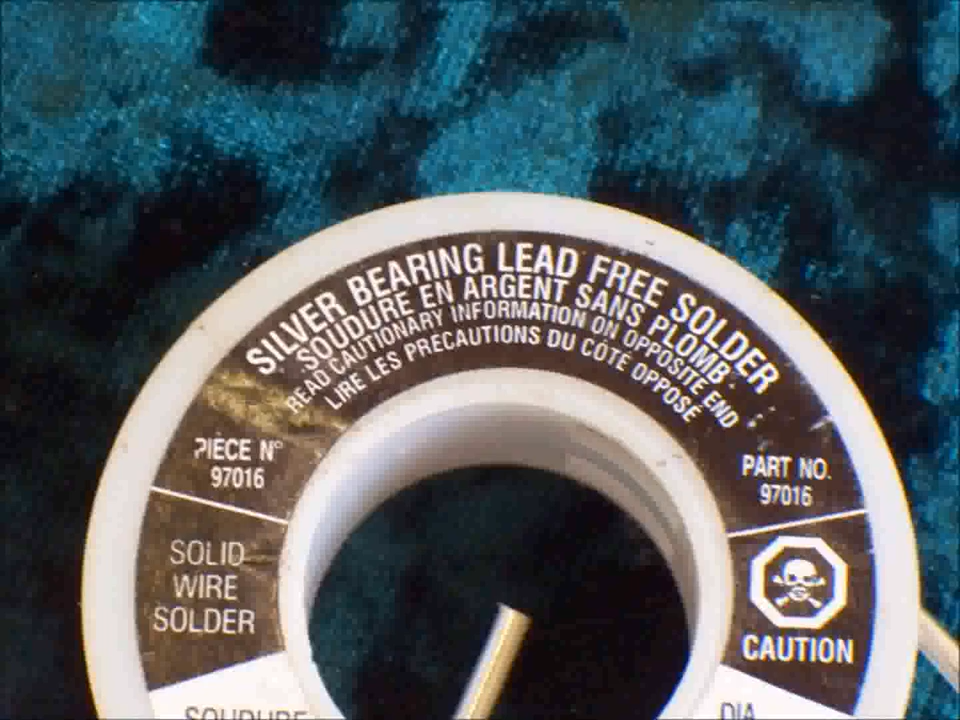 SILVER BEARING LEAD FREE SOLDER
SOUDURE EN ARGENT SANS PLOMB
READ CAUTIONARY INFORMATION ON OPPOSITE END
LIRE LES PRECAUTIONS DU CÔTE OPPOSÉ
PIÈCE N°
97016
PART NO.
97016
SOLID
WIRE
SOLDER
CAUTION
SOUDURE
DIA